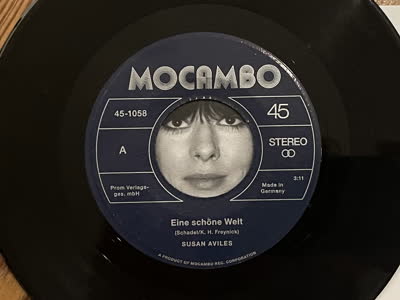 MOCAMBO
45-1058
45
A
STEREO
3:11
Prom Verlags-
ges. mbH
Made in
Germany
Eine schöne Welt
(Schadel/K. H. Freynick)
SUSAN AVILES
A PRODUCT OF MOCAMBO REC. CORPORATION